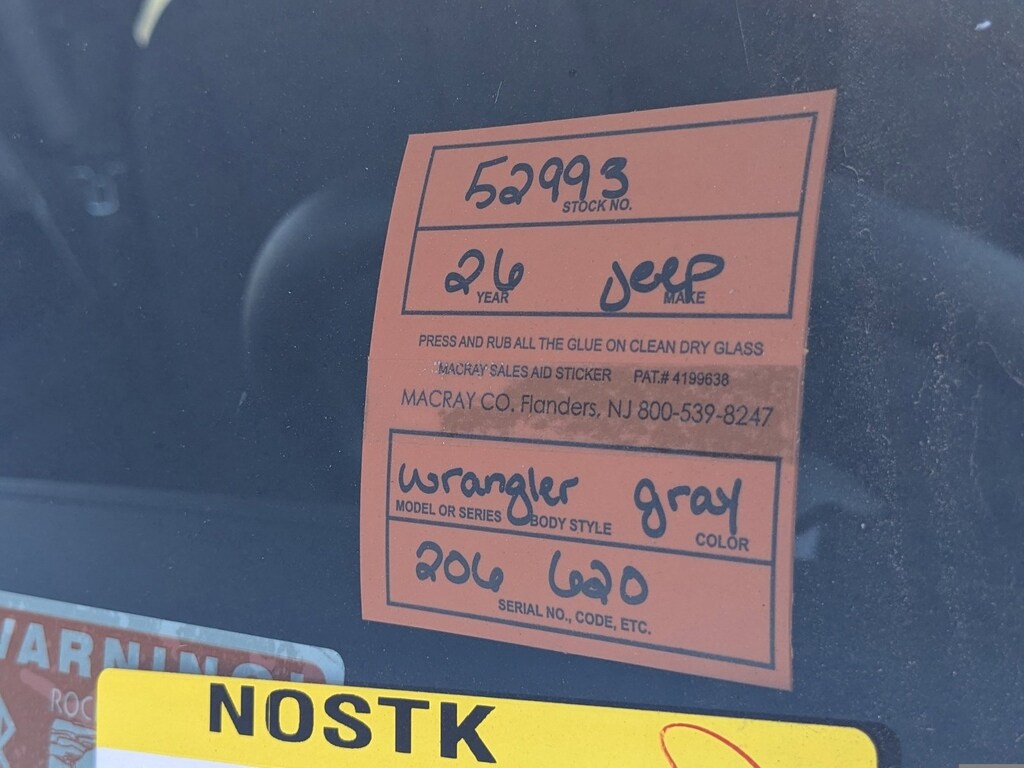 52993
STOCK NO.
26 Jeep
YEAR MAKE
PRESS AND RUB ALL THE GLUE ON CLEAN DRY GLASS
MACRAY SALES AID STICKER PAT.# 4199638
MACRAY CO. Flanders, NJ 800-539-8247
wrangler gray
MODEL OR SERIES BODY STYLE COLOR
206 620
SERIAL NO., CODE, ETC.
WARNING!
ROC
NOSTK